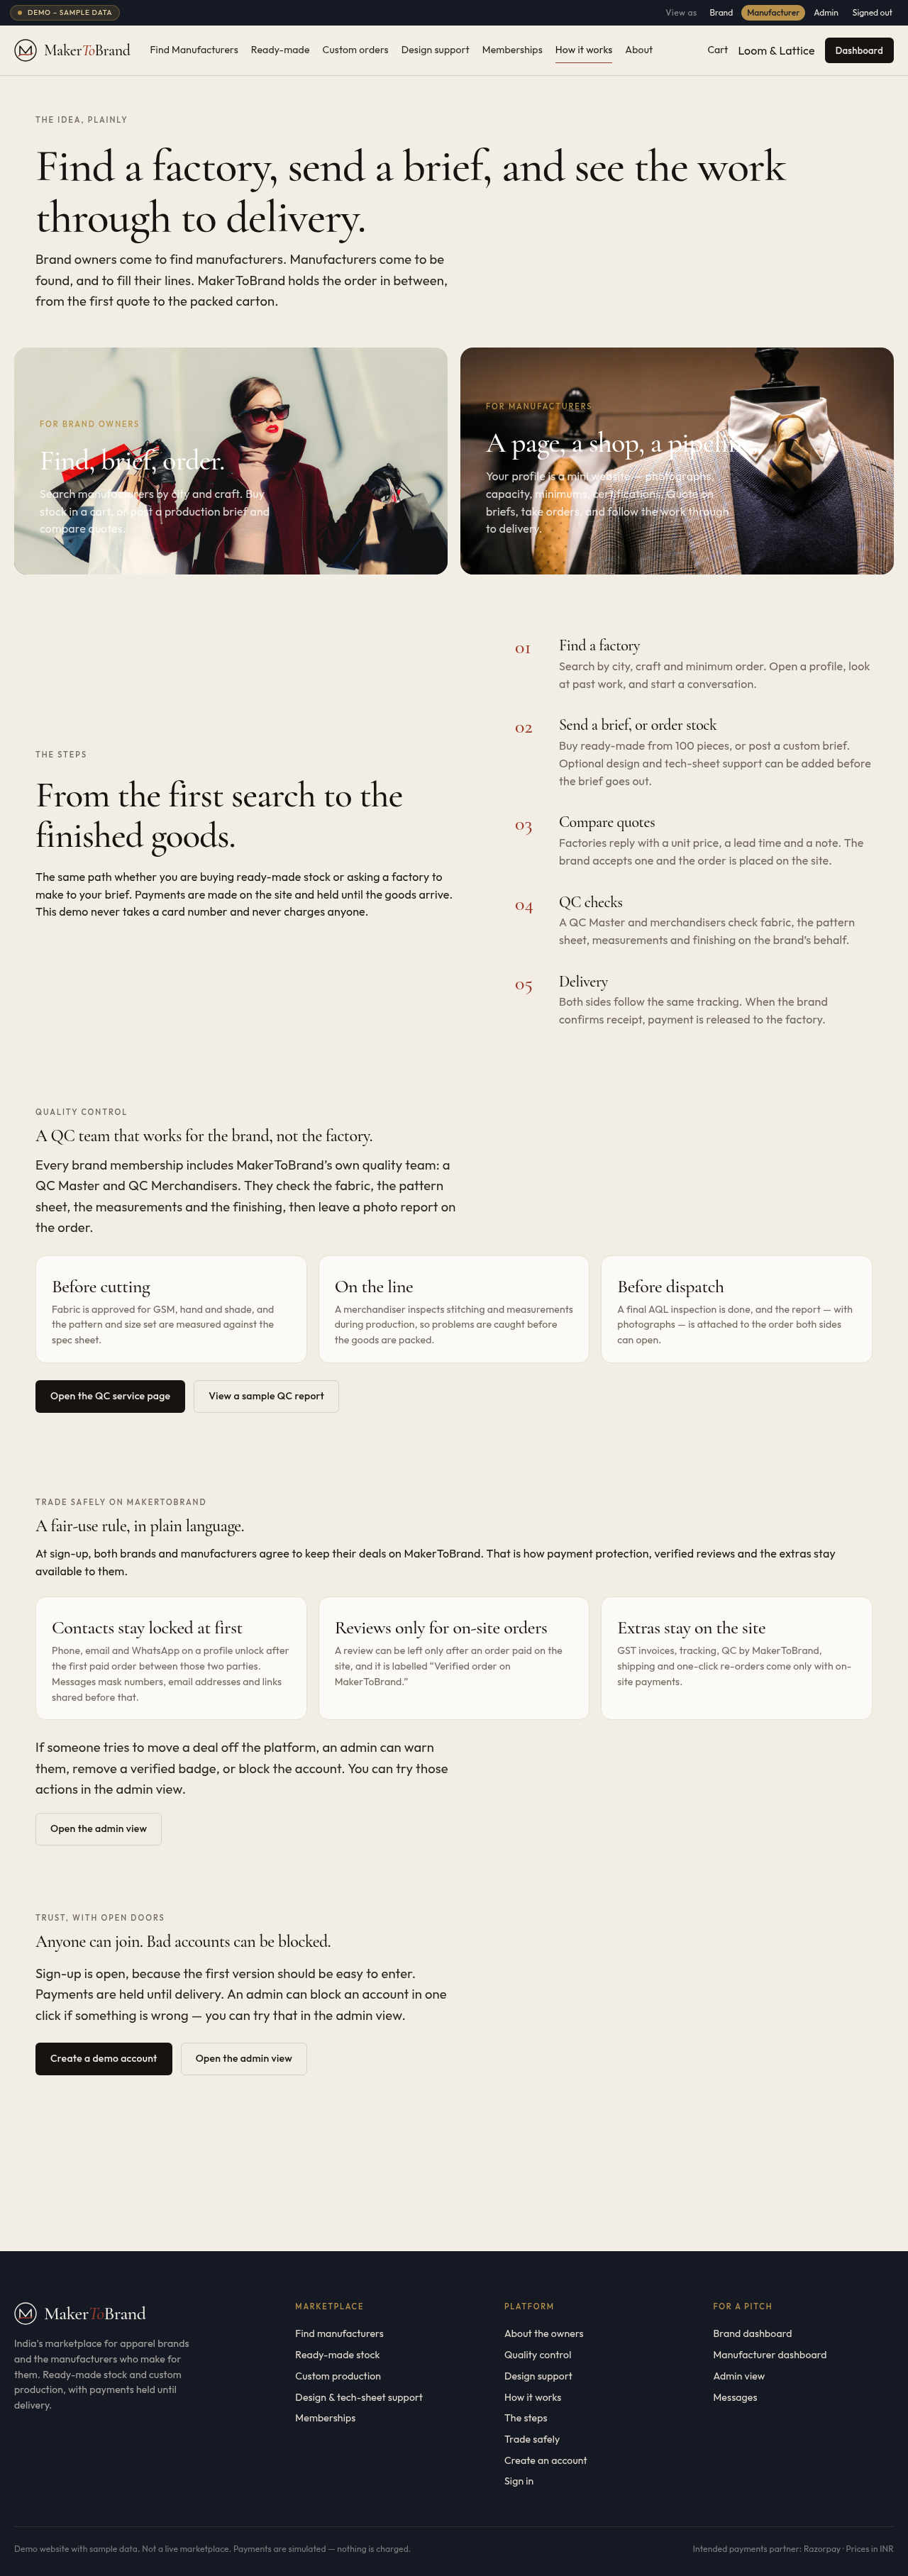 DEMO – SAMPLE DATA
View as Brand Manufacturer Admin Signed out
MakerToBrand Find Manufacturers Ready-made Custom orders Design support Memberships How it works About Cart Loom & Lattice Dashboard
THE IDEA, PLAINLY
Find a factory, send a brief, and see the work
through to delivery.
Brand owners come to find manufacturers. Manufacturers come to be
found, and to fill their lines. MakerToBrand holds the order in between,
from the first quote to the packed carton.
FOR BRAND OWNERS
Find, brief, order.
Search manufacturers by city and craft. Buy
stock in a cart, or post a production brief and
compare quotes.
FOR MANUFACTURERS
A page, a shop, a pipeline.
Your profile is a mini website — photographs,
capacity, minimums, certifications. Quote on
briefs, take orders, and follow the work through
to delivery.
THE STEPS
From the first search to the
finished goods.
The same path whether you are buying ready-made stock or asking a factory to
make to your brief. Payments are made on the site and held until the goods arrive.
This demo never takes a card number and never charges anyone.
01
Find a factory
Search by city, craft and minimum order. Open a profile, look
at past work, and start a conversation.
02
Send a brief, or order stock
Buy ready-made from 100 pieces, or post a custom brief.
Optional design and tech-sheet support can be added before
the brief goes out.
03
Compare quotes
Factories reply with a unit price, a lead time and a note. The
brand accepts one and the order is placed on the site.
04
QC checks
A QC Master and merchandisers check fabric, the pattern
sheet, measurements and finishing on the brand's behalf.
05
Delivery
Both sides follow the same tracking. When the brand
confirms receipt, payment is released to the factory.
QUALITY CONTROL
A QC team that works for the brand, not the factory.
Every brand membership includes MakerToBrand's own quality team: a
QC Master and QC Merchandisers. They check the fabric, the pattern
sheet, the measurements and the finishing, then leave a photo report on
the order.
Before cutting
Fabric is approved for GSM, hand and shade, and
the pattern and size set are measured against the
spec sheet.
On the line
A merchandiser inspects stitching and measurements
during production, so problems are caught before
the goods are packed.
Before dispatch
A final AQL inspection is done, and the report — with
photographs — is attached to the order both sides
can open.
Open the QC service page View a sample QC report
TRADE SAFELY ON MAKERTOBRAND
A fair-use rule, in plain language.
At sign-up, both brands and manufacturers agree to keep their deals on MakerToBrand. That is how payment protection, verified reviews and the extras stay
available to them.
Contacts stay locked at first
Phone, email and WhatsApp on a profile unlock after
the first paid order between those two parties.
Messages mask numbers, email addresses and links
shared before that.
Reviews only for on-site orders
A review can be left only after an order paid on the
site, and it is labelled “Verified order on
MakerToBrand.”
Extras stay on the site
GST invoices, tracking, QC by MakerToBrand,
shipping and one-click re-orders come only with on-
site payments.
If someone tries to move a deal off the platform, an admin can warn
them, remove a verified badge, or block the account. You can try those
actions in the admin view.
Open the admin view
TRUST, WITH OPEN DOORS
Anyone can join. Bad accounts can be blocked.
Sign-up is open, because the first version should be easy to enter.
Payments are held until delivery. An admin can block an account in one
click if something is wrong — you can try that in the admin view.
Create a demo account Open the admin view
MakerToBrand
India's marketplace for apparel brands
and the manufacturers who make for
them. Ready-made stock and custom
production, with payments held until
delivery.
MARKETPLACE
Find manufacturers
Ready-made stock
Custom production
Design & tech-sheet support
Memberships
PLATFORM
About the owners
Quality control
Design support
How it works
The steps
Trade safely
Create an account
Sign in
FOR A PITCH
Brand dashboard
Manufacturer dashboard
Admin view
Messages
Demo website with sample data. Not a live marketplace. Payments are simulated — nothing is charged.
Intended payments partner: Razorpay · Prices in INR